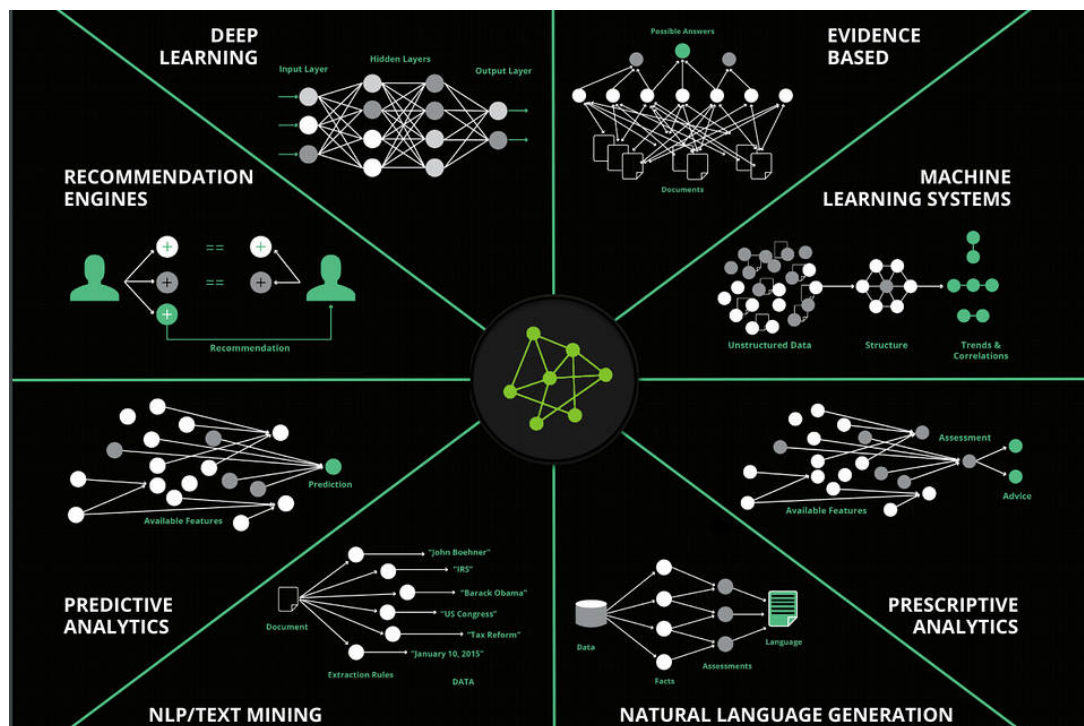 DEEP
LEARNING
Input Layer
Hidden Layers
Output Layer
Possible Answers
EVIDENCE
BASED
Documents
RECOMMENDATION
ENGINES
+ == +
+ == +
+
Recommendation
MACHINE
LEARNING SYSTEMS
Unstructured Data
Structure
Trends &
Correlations
Prediction
Available Features
PREDICTIVE
ANALYTICS
Assessment
Advice
Available Features
PRESCRIPTIVE
ANALYTICS
Document
"John Boehner"
"IRS"
"Barack Obama"
"US Congress"
"Tax Reform"
"January 10, 2015"
Extraction Rules
DATA
NLP/TEXT MINING
Data
Facts
Assessments
Language
NATURAL LANGUAGE GENERATION